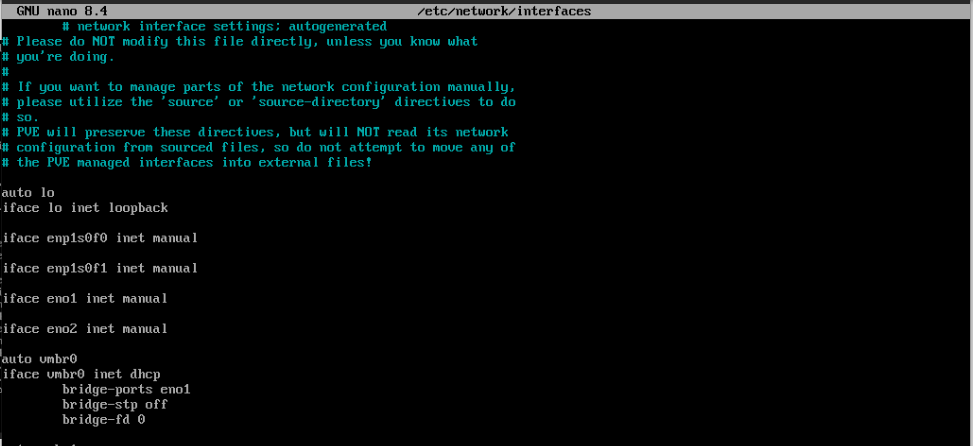 GNU nano 8.4 /etc/network/interfaces
# network interface settings; autogenerated
# Please do NOT modify this file directly, unless you know what
# you're doing.
#
# If you want to manage parts of the network configuration manually,
# please utilize the 'source' or 'source-directory' directives to do
# so.
# PVE will preserve these directives, but will NOT read its network
# configuration from sourced files, so do not attempt to move any of
# the PVE managed interfaces into external files!
auto lo
iface lo inet loopback
iface enp1s0f0 inet manual
iface enp1s0f1 inet manual
iface eno1 inet manual
iface eno2 inet manual
auto vmbr0
iface vmbr0 inet dhcp
bridge-ports eno1
bridge-stp off
bridge-fd 0